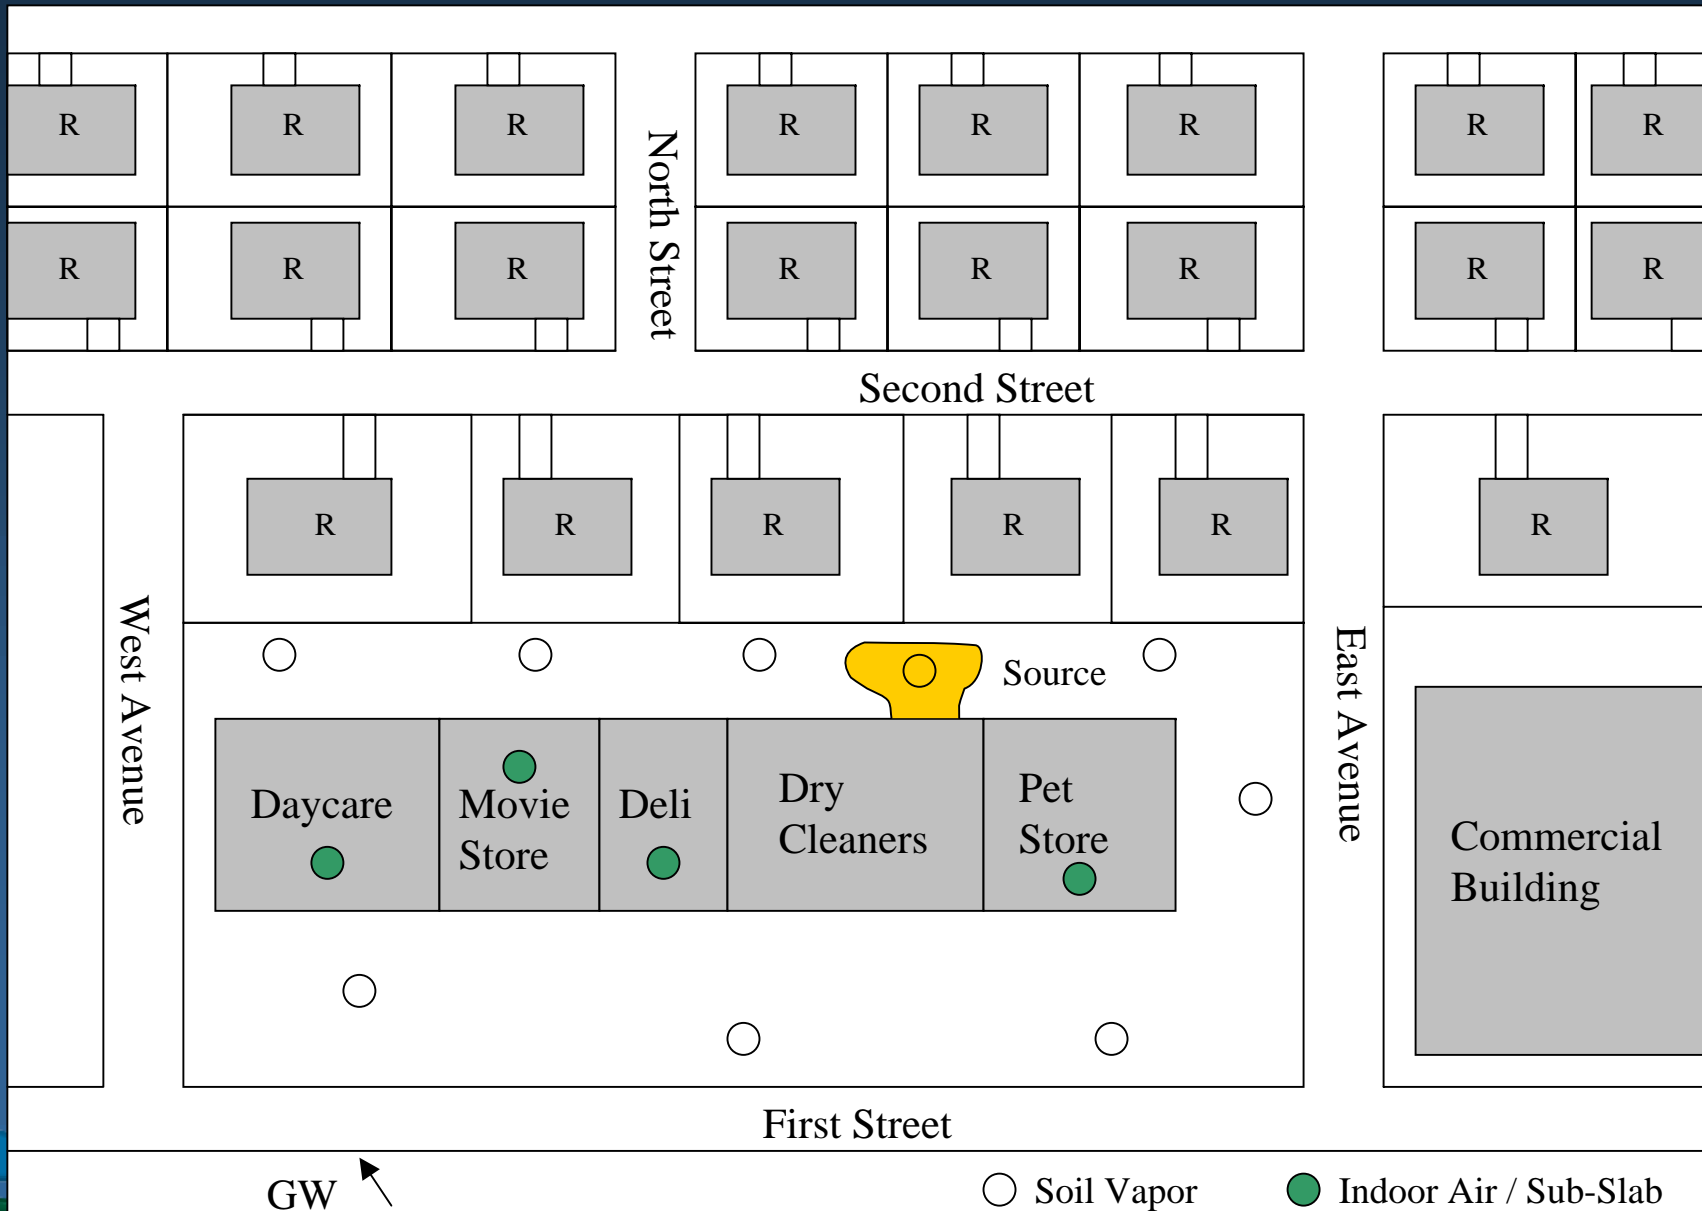 R R R R R R R R
North Street
R R R R R R R R
Second Street
R R R R R R
West Avenue
Source
East Avenue
Daycare
Movie
Store
Deli
Dry
Cleaners
Pet
Store
Commercial
Building
First Street
GW
Soil Vapor
Indoor Air / Sub-Slab